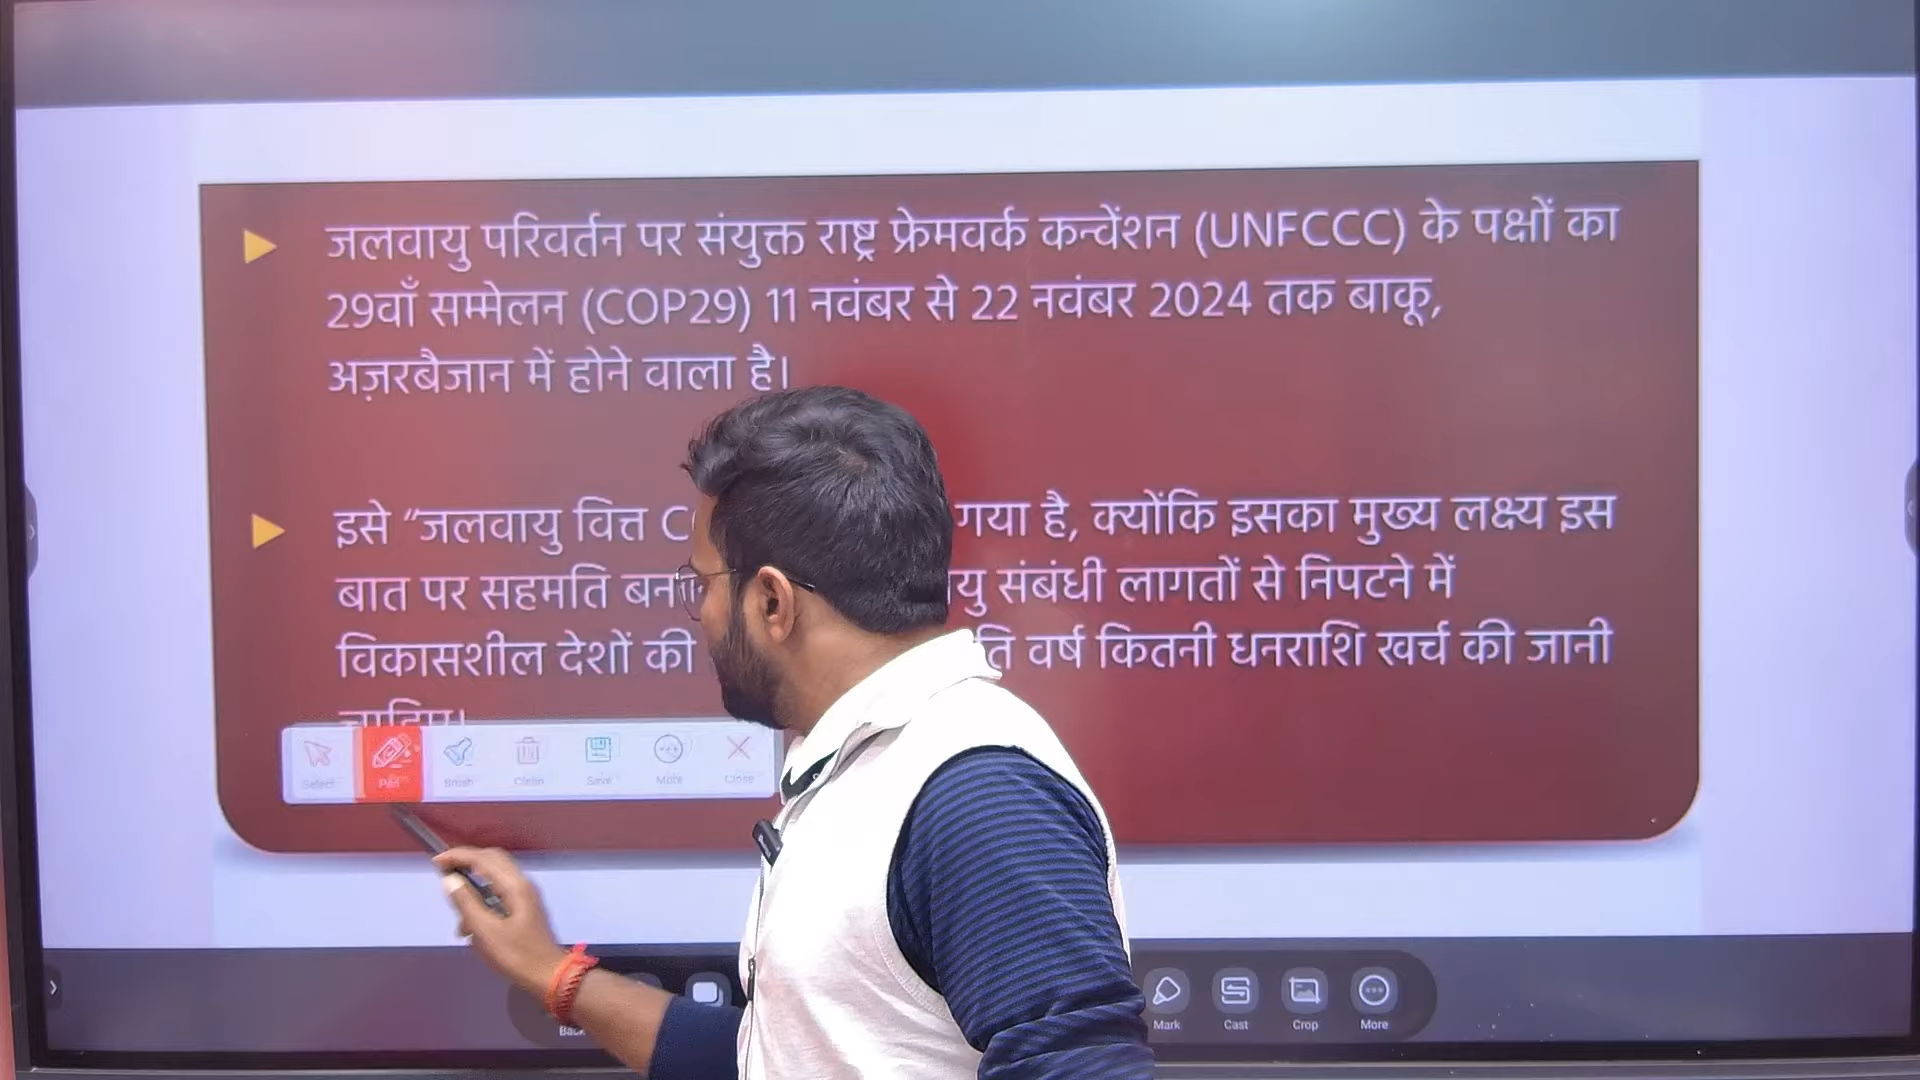 जलवायु परिवर्तन पर संयुक्त राष्ट्र फ्रेमवर्क कन्वेंशन (UNFCCC) के पक्षों का
29वाँ सम्मेलन (COP29) 11 नवंबर से 22 नवंबर 2024 तक बाकू,
अज़रबैजान में होने वाला है।
इसे “जलवायु वित्त गया है, क्योंकि इसका मुख्य लक्ष्य इस
बात पर सहमति संबंधी लागतों से निपटने में
विकासशील देशों की वर्ष कितनी धनराशि खर्च की जानी
चाहिए।
Select Pen Brush Clean Save More Close
Back Mark Cast Crop More